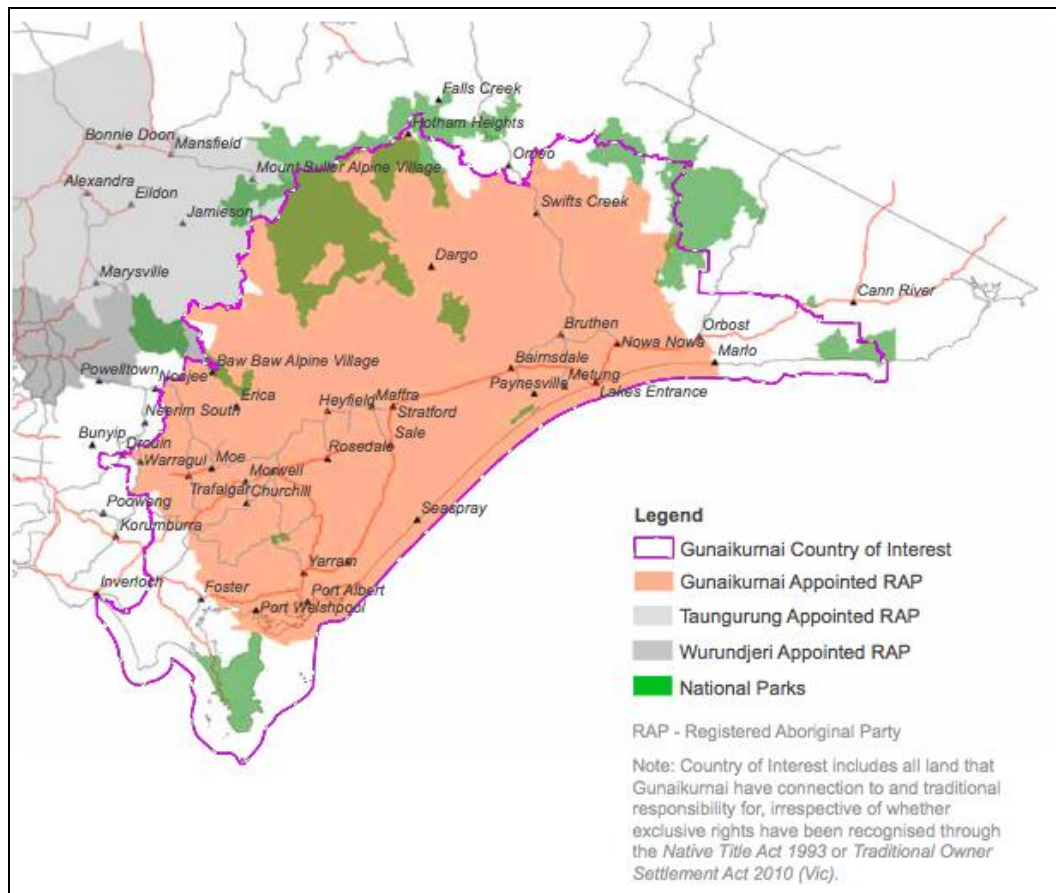 Falls Creek
Hotham Heights
Bonnie Doon
Mansfield
Omeo
Mount Buller Alpine Village
Alexandra
Eildon
Jamieson
Swifts Creek
Dargo
Marysville
Cann River
Bruthen
Orbost
Nowa Nowa
Baw Baw Alpine Village
Bairnsdale
Marlo
Powelltown
Noojee
Paynesville
Metung
Lakes Entrance
Erica
Heyfield
Maffra
Neerim South
Stratford
Bunyip
Drouin
Sale
Warragul
Moe
Rosedale
Morwell
Trafalgar
Churchill
Poowong
Seaspray
Korumburra
Yarram
Inverloch
Foster
Port Albert
Port Welshpool
Legend
Gunaikurnai Country of Interest
Gunaikurnai Appointed RAP
Taungurung Appointed RAP
Wurundjeri Appointed RAP
National Parks
RAP - Registered Aboriginal Party
Note: Country of Interest includes all land that
Gunaikurnai have connection to and traditional
responsibility for, irrespective of whether
exclusive rights have been recognised through
the Native Title Act 1993 or Traditional Owner
Settlement Act 2010 (Vic).